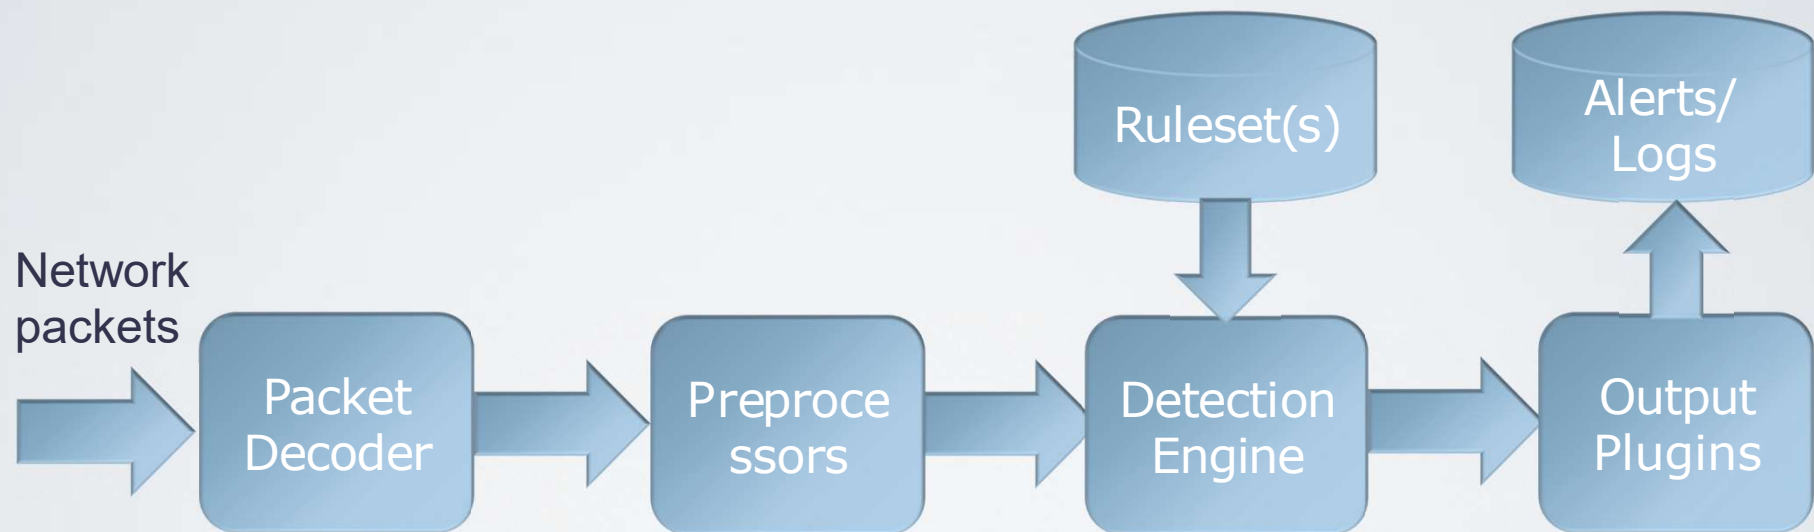 Ruleset(s)
Alerts/
Logs
Network
packets
Packet
Decoder
Preproce
ssors
Detection
Engine
Output
Plugins